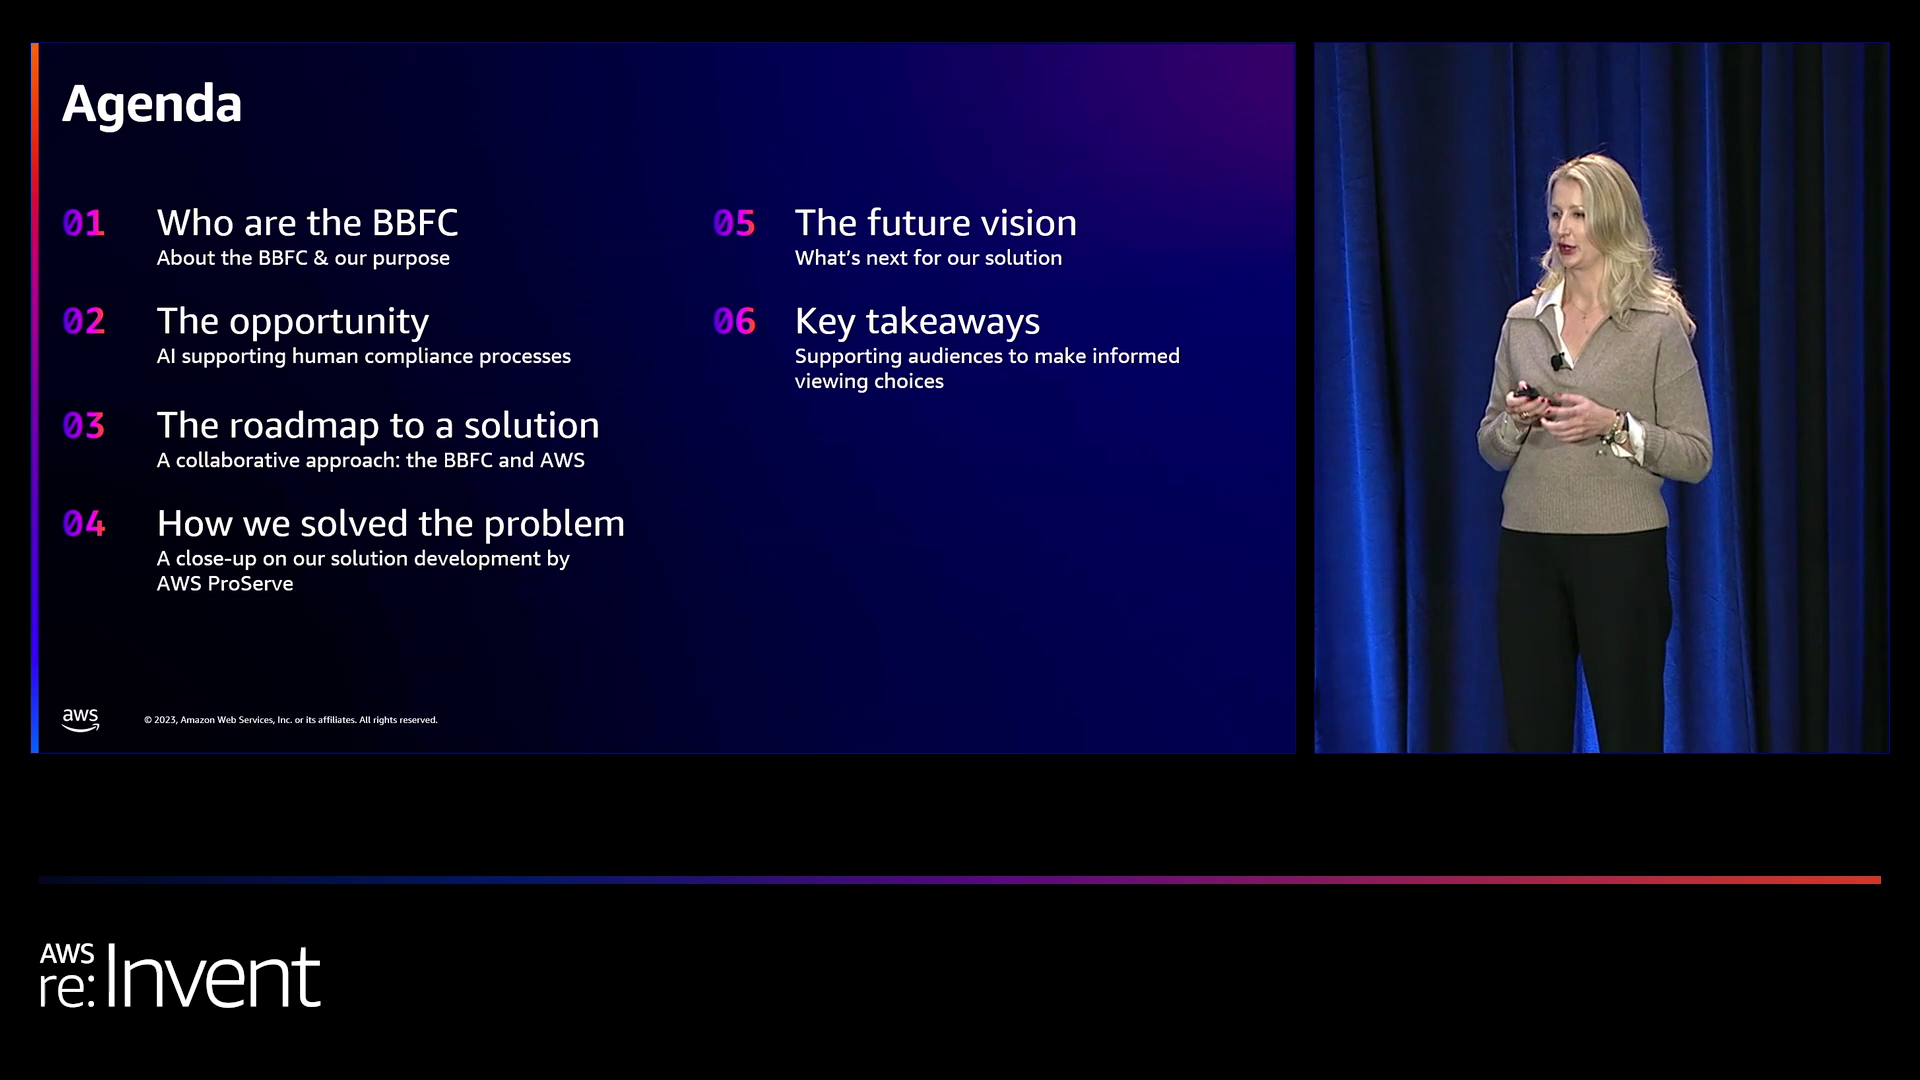 Agenda
01 Who are the BBFC
About the BBFC & our purpose
02 The opportunity
AI supporting human compliance processes
03 The roadmap to a solution
A collaborative approach: the BBFC and AWS
04 How we solved the problem
A close-up on our solution development by
AWS ProServe
05 The future vision
What’s next for our solution
06 Key takeaways
Supporting audiences to make informed
viewing choices
aws
© 2023, Amazon Web Services, Inc. or its affiliates. All rights reserved.
AWS
re:Invent